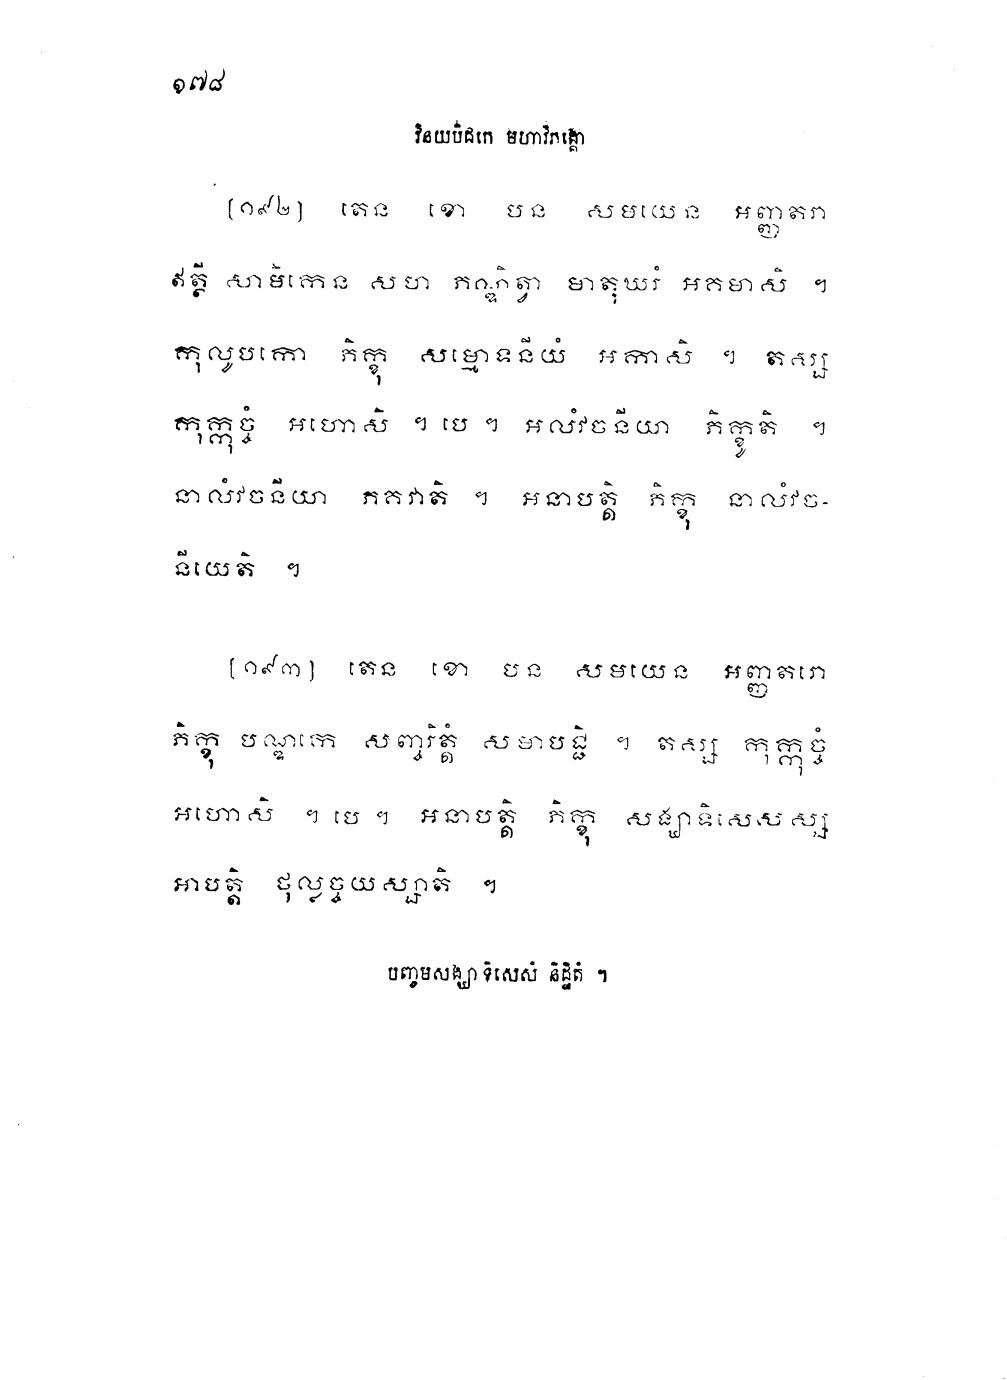 ១៧៨
វិនយបិដកេ មហាវិភង្គោ
[១៩២] តេន ខោ បន សមយេន អញ្ញតរា
ឥត្ថី សាមិកេន សហ ភណ្ឌិត្វា មាតុឃរំ អគមាសិ ។
កុលូបកោ ភិក្ខុ សម្មោទនីយំ អកាសិ ។ តស្ស
កុក្កុច្ចំ អហោសិ ។ បេ ។ អលំវចនីយា ភិក្ខូតិ ។
នាលំវចនីយា ភគវាតិ ។ អនាបត្តិ ភិក្ខុ នាលំវច-
នីយេតិ ។
[១៩៣] តេន ខោ បន សមយេន អញ្ញតរោ
ភិក្ខុ បណ្ឌកេ សញ្ចរិត្តំ សមាបជ្ជិ ។ តស្ស កុក្កុច្ចំ
អហោសិ ។ បេ ។ អនាបត្តិ ភិក្ខុ សង្ឃាទិសេសស្ស
អាបត្តិ ថុល្លច្ចយស្សាតិ ។
បញ្ចមសង្ឃាទិសេសំ និដ្ឋិតំ ។